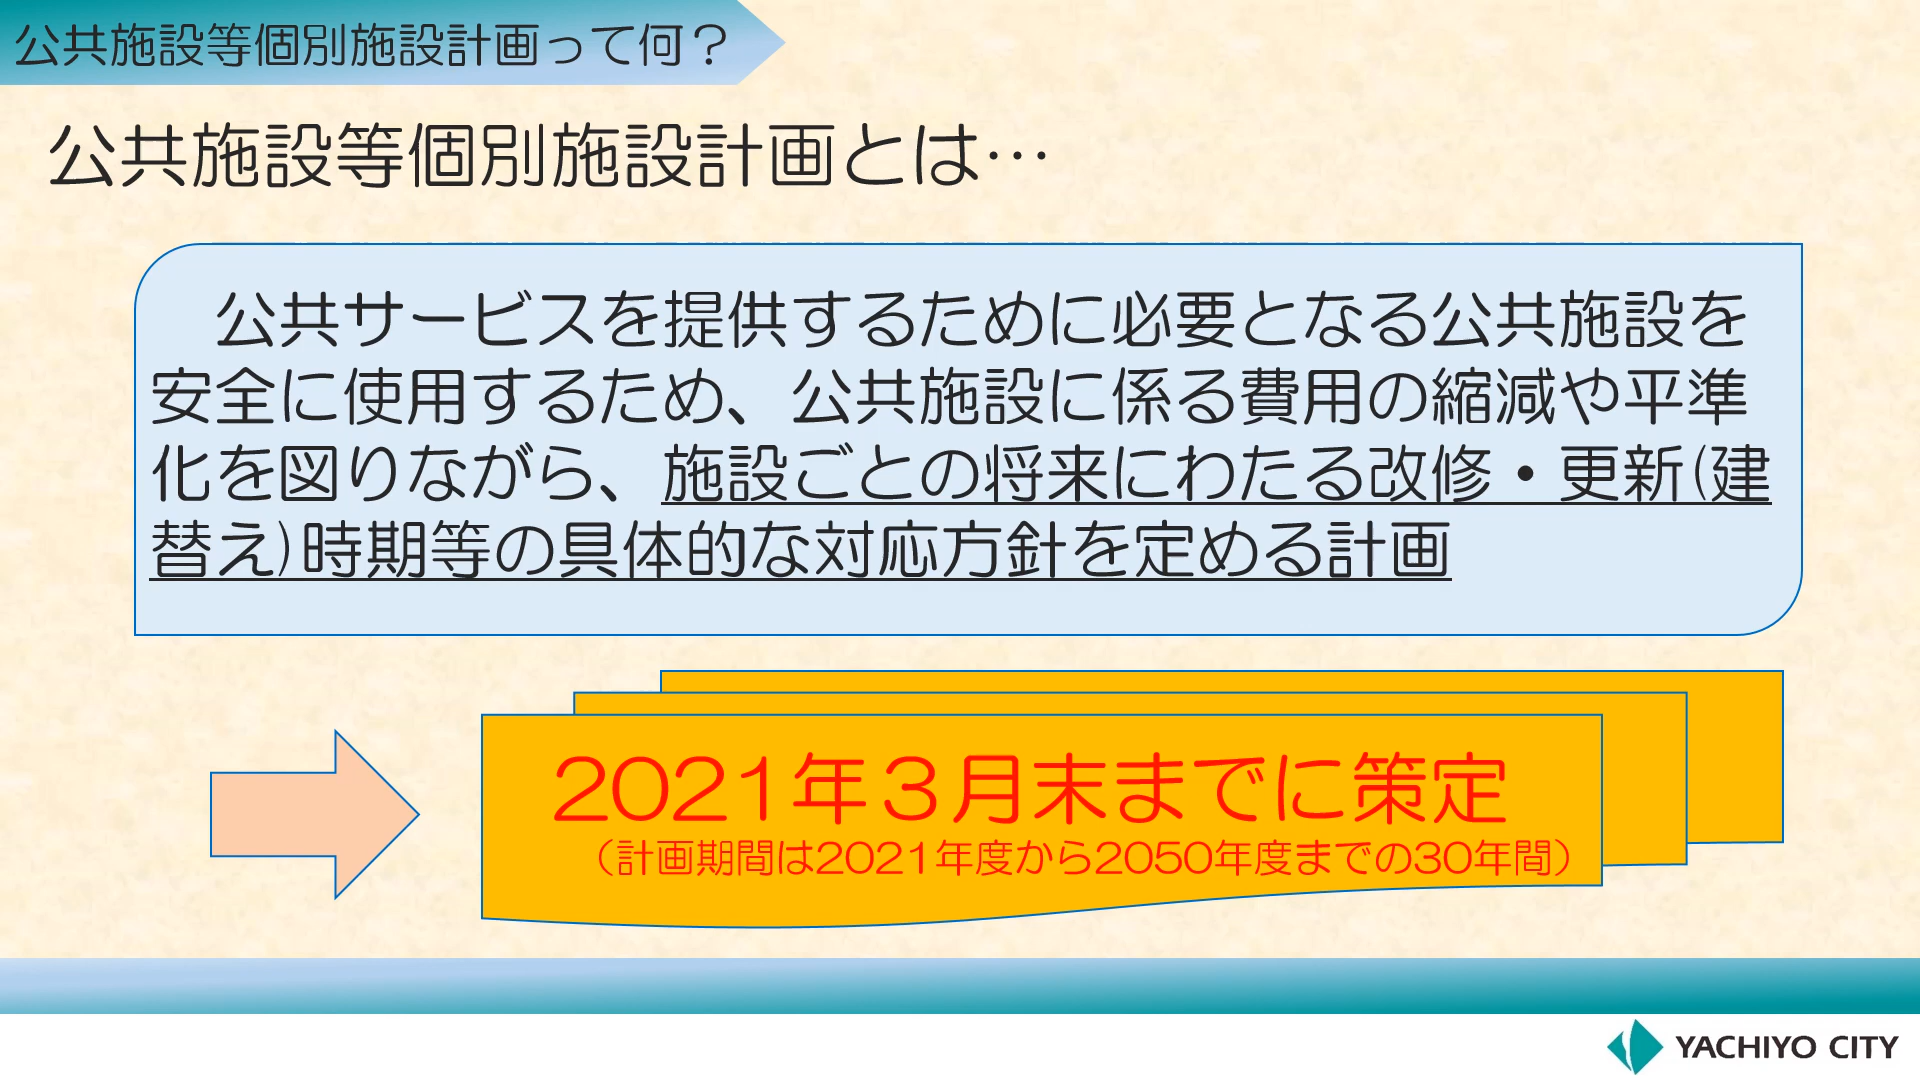 公共施設等個別施設計画って何？
公共施設等個別施設計画とは…
公共サービスを提供するために必要となる公共施設を
安全に使用するため、公共施設に係る費用の縮減や平準
化を図りながら、施設ごとの将来にわたる改修・更新(建
替え)時期等の具体的な対応方針を定める計画
2021年３月末までに策定
（計画期間は2021年度から2050年度までの30年間）
YACHIYO CITY